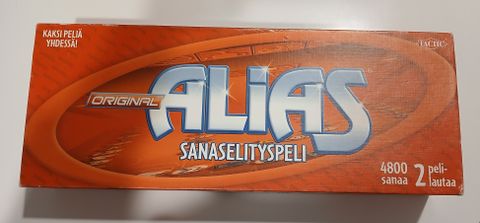 KAKSI PELIÄ
YHDESSÄ!
TACTIC
ORIGINAL
ALIAS
SANASELITYSPELI
4800
sanaa
2 peli-
lautaa